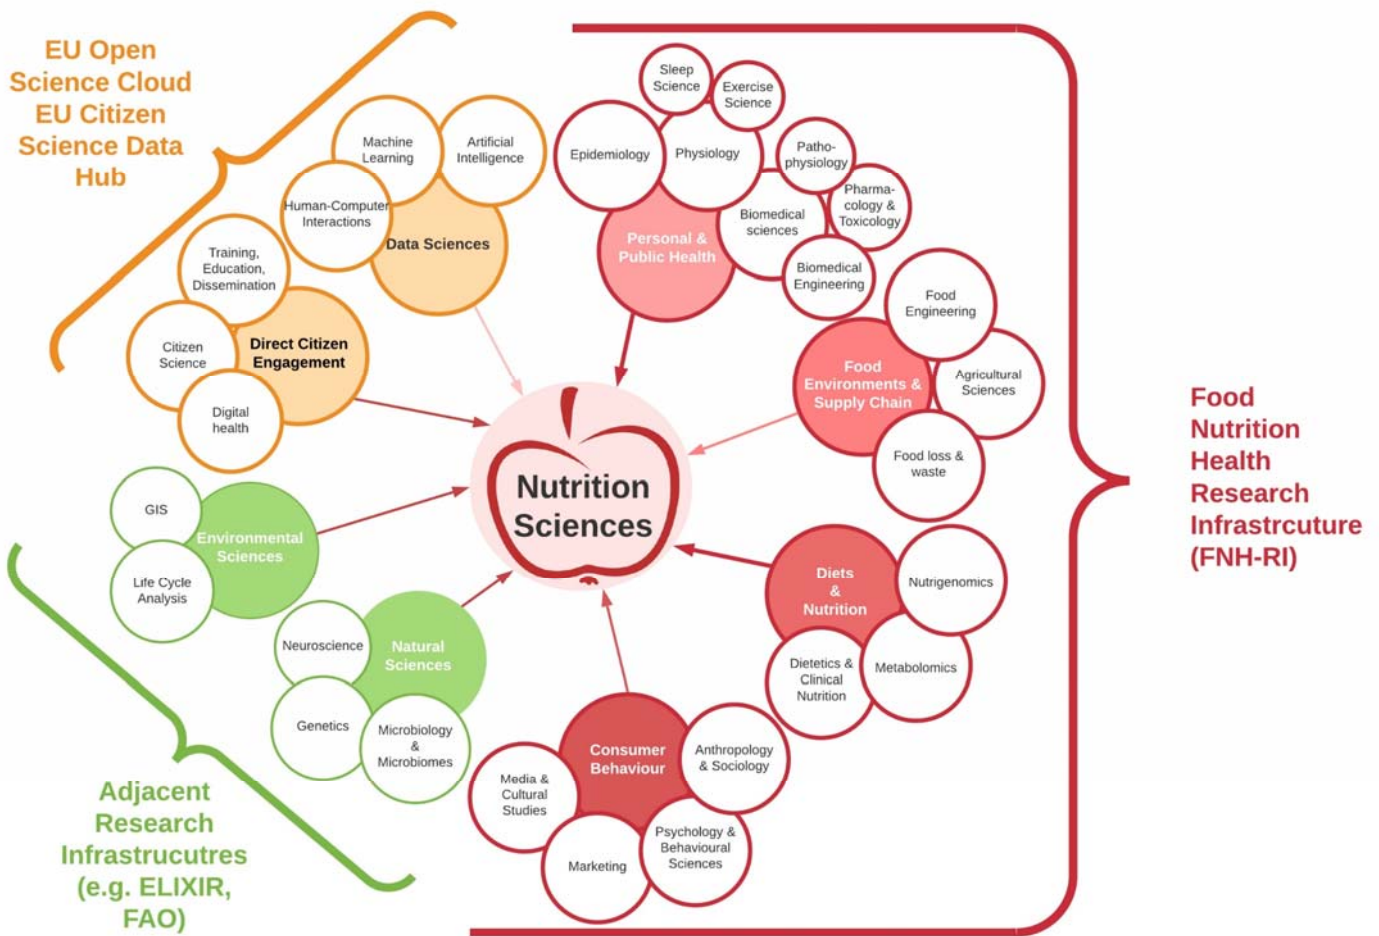 EU Open
Science Cloud
EU Citizen
Science Data
Hub
Machine
Learning
Artificial
Intelligence
Human-Computer
Interactions
Data Sciences
Training,
Education,
Dissemination
Citizen
Science
Direct Citizen
Engagement
Digital
health
GIS
Environmental
Sciences
Life Cycle
Analysis
Neuroscience
Natural
Sciences
Genetics
Microbiology
&
Microbiomes
Adjacent
Research
Infrastrucutres
(e.g. ELIXIR,
FAO)
Nutrition
Sciences
Sleep
Science
Exercise
Science
Epidemiology
Physiology
Patho-
physiology
Pharma-
cology &
Toxicology
Biomedical
sciences
Personal &
Public Health
Biomedical
Engineering
Food
Engineering
Food
Environments &
Supply Chain
Agricultural
Sciences
Food loss &
waste
Diets
&
Nutrition
Nutrigenomics
Metabolomics
Dietetics &
Clinical
Nutrition
Consumer
Behaviour
Anthropology
& Sociology
Media &
Cultural
Studies
Psychology &
Behavioural
Sciences
Marketing
Food
Nutrition
Health
Research
Infrastrcuture
(FNH-RI)